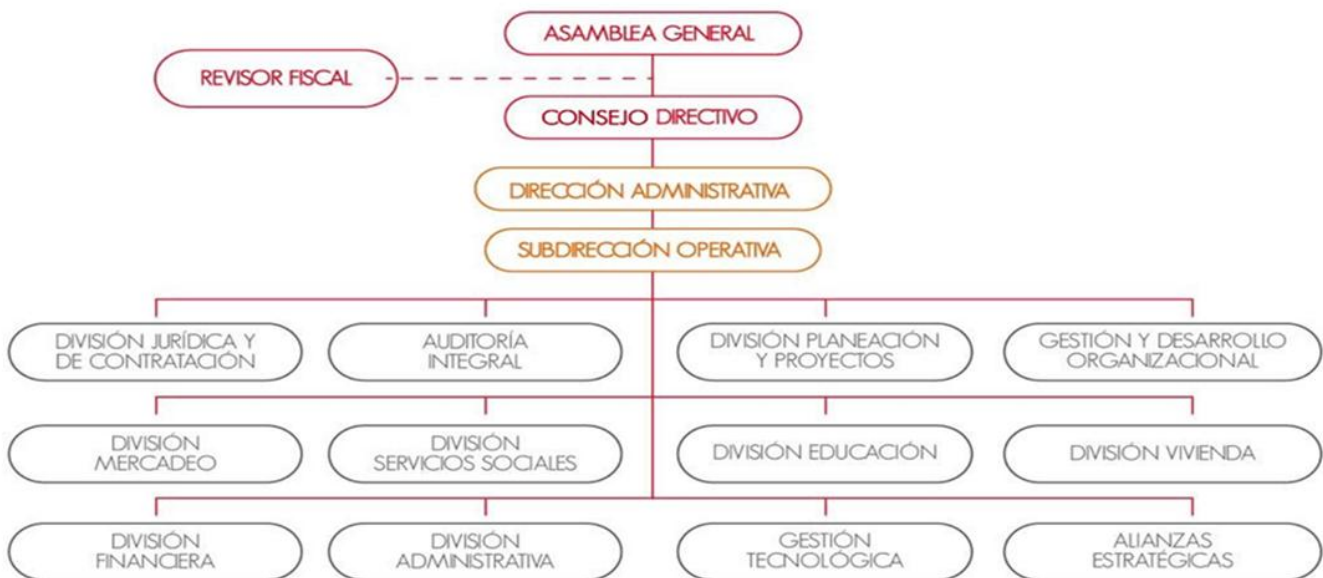 ASAMBLEA GENERAL
REVISOR FISCAL
CONSEJO DIRECTIVO
DIRECCIÓN ADMINISTRATIVA
SUBDIRECCIÓN OPERATIVA
DIVISIÓN JURÍDICA Y
DE CONTRATACIÓN
AUDITORÍA
INTEGRAL
DIVISIÓN PLANEACIÓN
Y PROYECTOS
GESTIÓN Y DESARROLLO
ORGANIZACIONAL
DIVISIÓN
MERCADEO
DIVISIÓN
SERVICIOS SOCIALES
DIVISIÓN EDUCACIÓN
DIVISIÓN VIVIENDA
DIVISIÓN
FINANCIERA
DIVISIÓN
ADMINISTRATIVA
GESTIÓN
TECNOLÓGICA
ALIANZAS
ESTRATÉGICAS